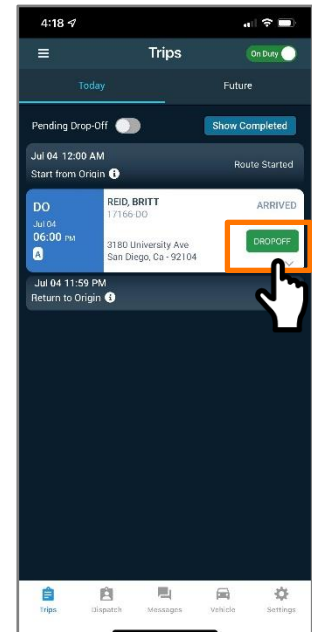 4:18
Trips
On Duty
Today
Future
Pending Drop-Off
Show Completed
Jul 04 12:00 AM
Route Started
Start from Origin
DO
Jul 04
06:00 PM
A
REID, BRITT
17166 DO
ARRIVED
DROPOFF
3180 University Ave
San Diego, Ca - 92104
Jul 04 11:59 PM
Return to Origin
Trips
Dispatch
Messages
Vehicle
Settings